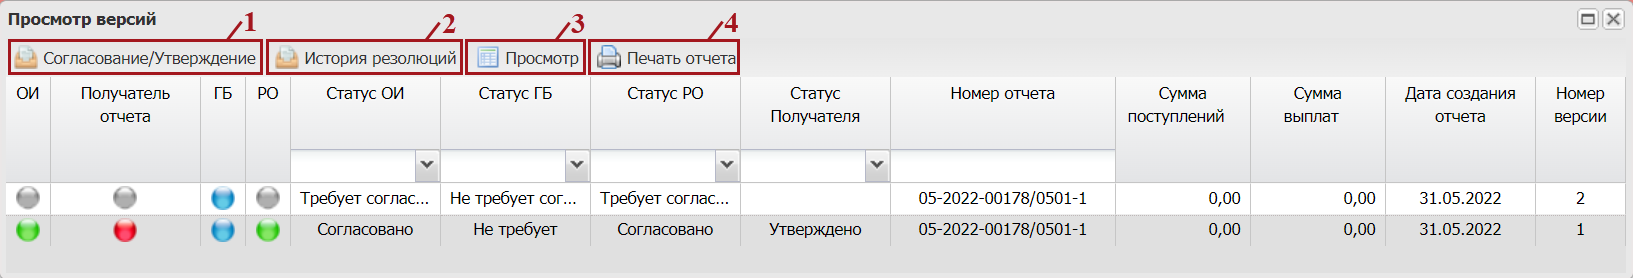 Просмотр версий
1 2 3 4
Согласование/Утверждение История резолюций Просмотр Печать отчета
ОИ Получатель отчета ГБ РО Статус ОИ Статус ГБ Статус РО Статус Получателя Номер отчета Сумма поступлений Сумма выплат Дата создания отчета Номер версии
Требует соглас... Не требует сог... Требует соглас... 05-2022-00178/0501-1 0,00 0,00 31.05.2022 2
Согласовано Не требует Согласовано Утверждено 05-2022-00178/0501-1 0,00 0,00 31.05.2022 1